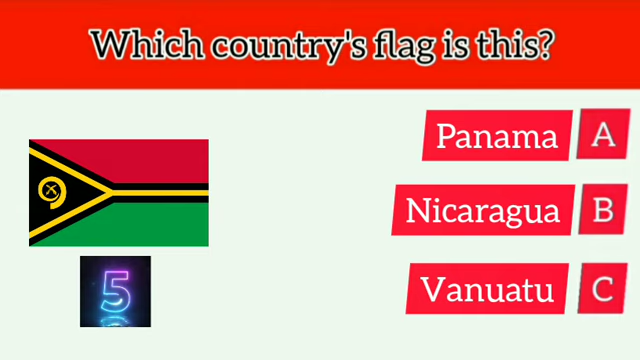 Which country's flag is this?
Panama A
Nicaragua B
Vanuatu C
5